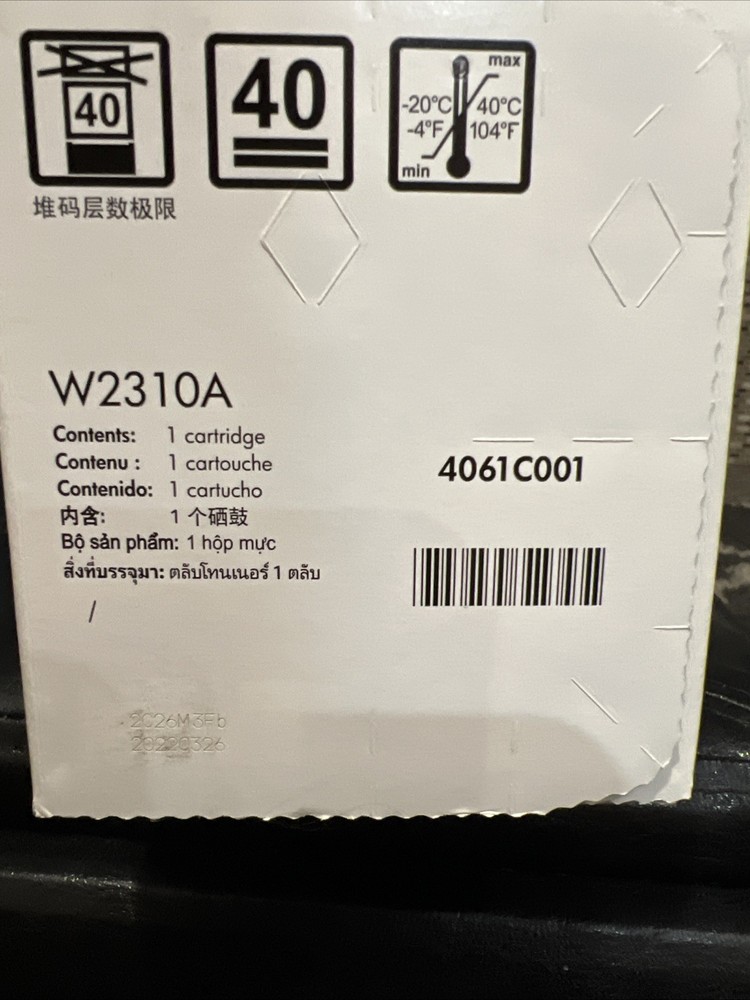 40
40
max
-20°C 40°C
-4°F 104°F
min
堆码层数极限
W2310A
Contents: 1 cartridge
Contenu : 1 cartouche
Contenido: 1 cartucho
内含: 1 个硒鼓
Bộ sản phẩm: 1 hộp mực
สิ่งที่บรรจุมา: ตลับโทนเนอร์ 1 ตลับ
/
4061C001
2C26M3Fb
20220326